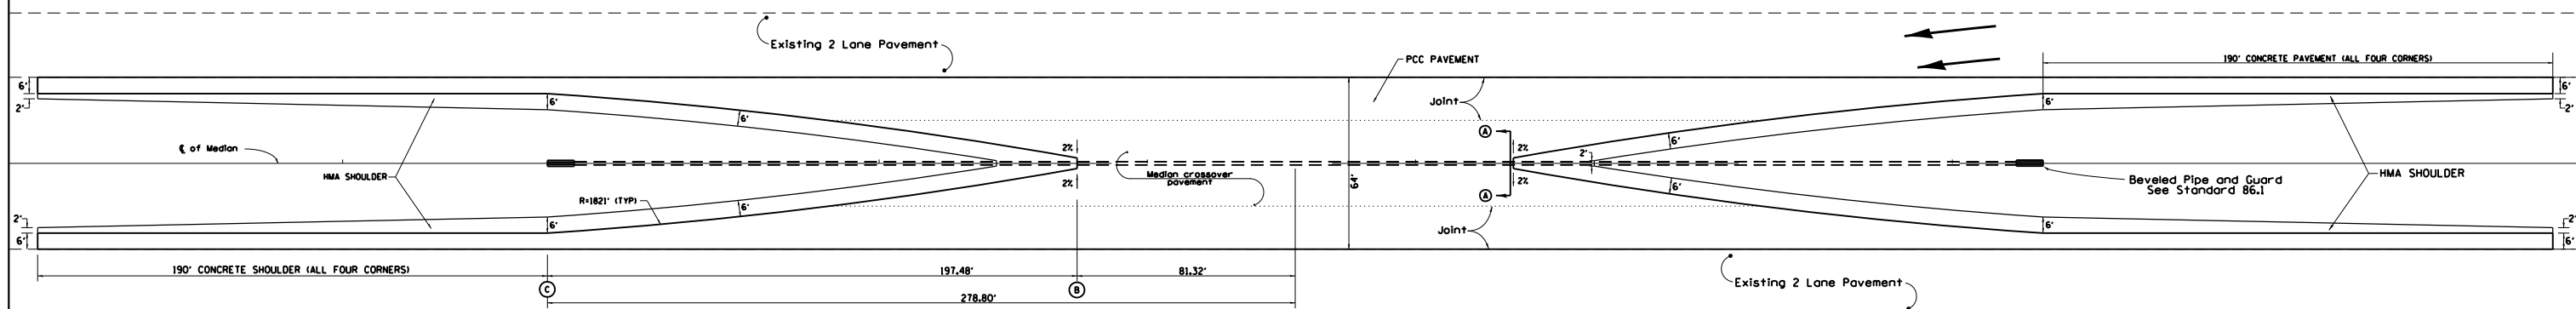 Existing 2 Lane Pavement
PCC PAVEMENT
190' CONCRETE PAVEMENT (ALL FOUR CORNERS)
6'
2'
6'
6'
Joint
6'
6'
6'
2'
℄ of Median
HMA SHOULDER
R=1821' (TYP)
2%
2%
Median crossover
pavement
64'
A
A
2%
2%
2'
Beveled Pipe and Guard
See Standard 86.1
HMA SHOULDER
2'
6'
6'
6'
Joint
6'
6'
2'
6'
190' CONCRETE SHOULDER (ALL FOUR CORNERS)
197.48'
81.32'
C
B
278.80'
Existing 2 Lane Pavement